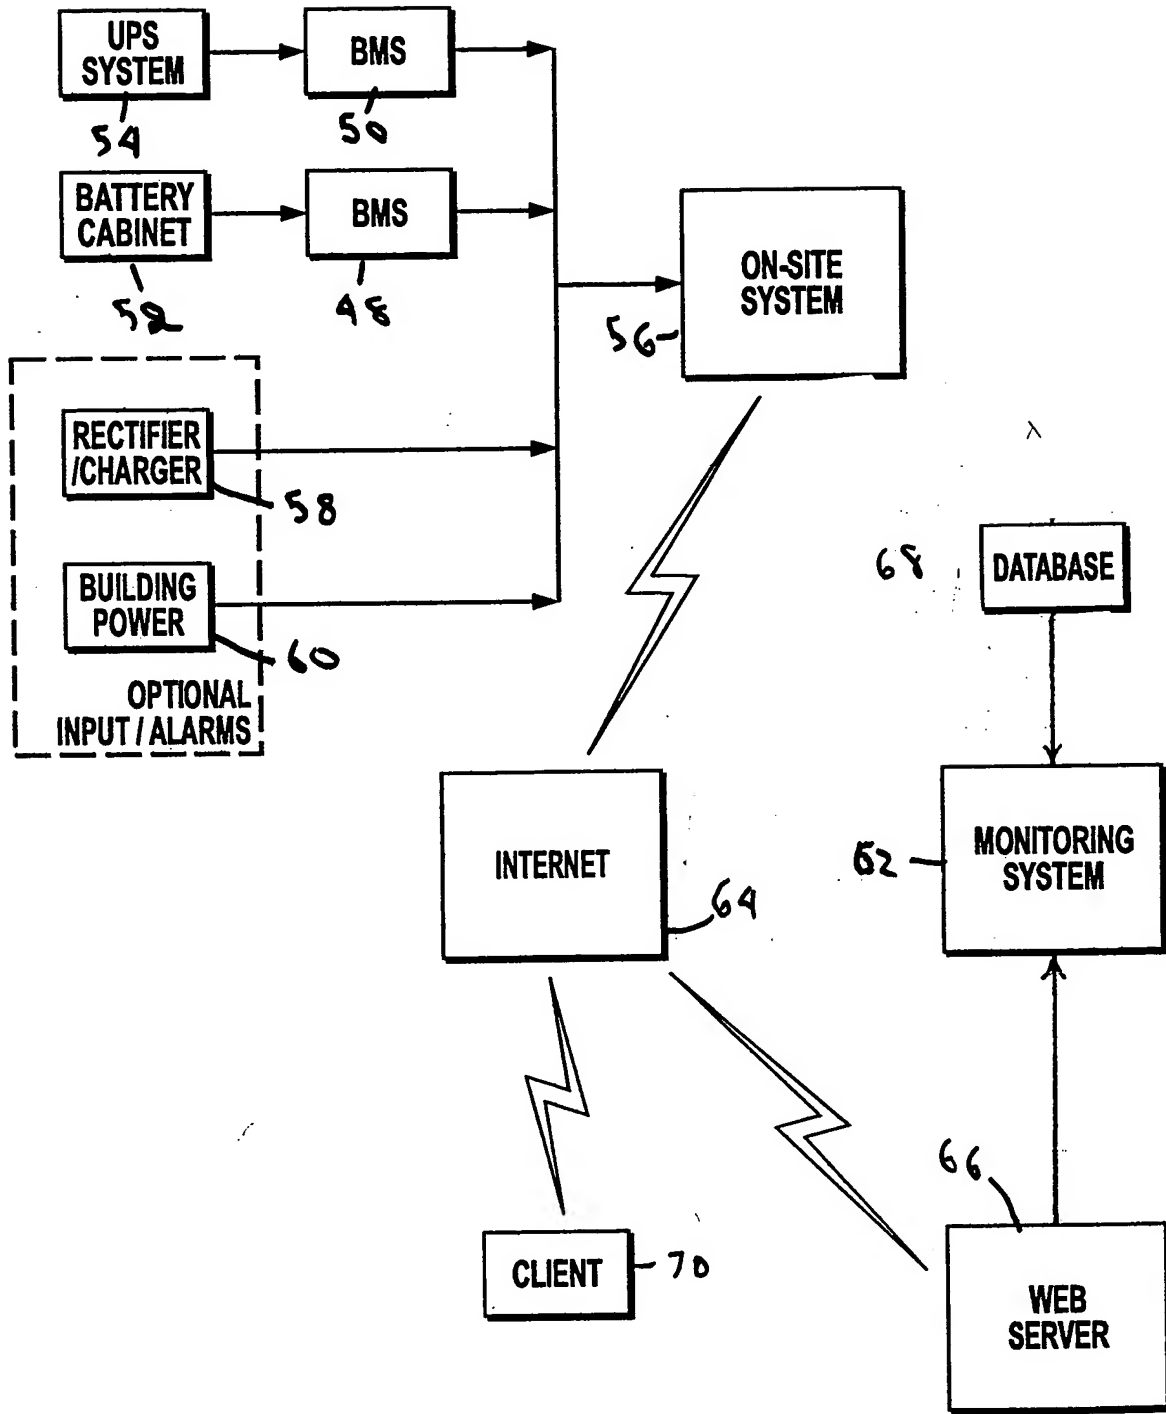 UPS
SYSTEM
54
BMS
50
BATTERY
CABINET
52
BMS
48
ON-SITE
SYSTEM
56
RECTIFIER
/CHARGER
58
BUILDING
POWER
60
OPTIONAL
INPUT / ALARMS
68
DATABASE
INTERNET
64
62
MONITORING
SYSTEM
CLIENT
70
66
WEB
SERVER